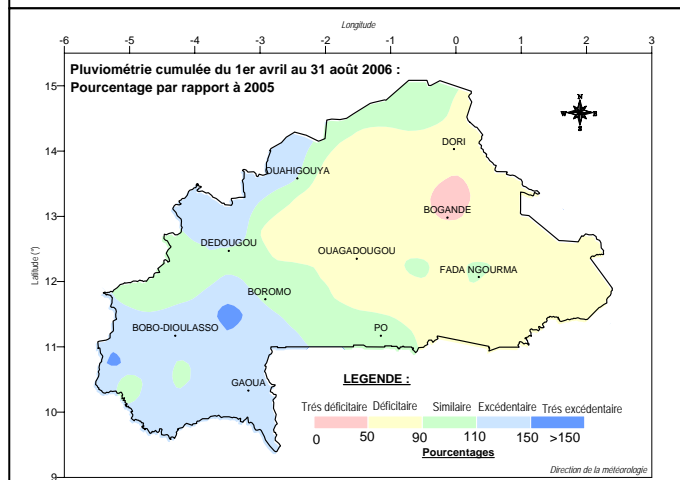 Longitude
-6 -5 -4 -3 -2 -1 0 1 2 3
Pluviométrie cumulée du 1er avril au 31 août 2006 :
Pourcentage par rapport à 2005
15
14
13
12
11
10
9
Latitude (°)
N
W E
S
DORI
OUAHIGOUYA
BOGANDE
DEDOUGOU
OUAGADOUGOU
FADA NGOURMA
BOROMO
BOBO-DIOULASSO
PO
GAOUA
LEGENDE :
Trés déficitaire Déficitaire Similaire Excédentaire Trés excédentaire
0 50 90 110 150 >150
Pourcentages
Direction de la météorologie